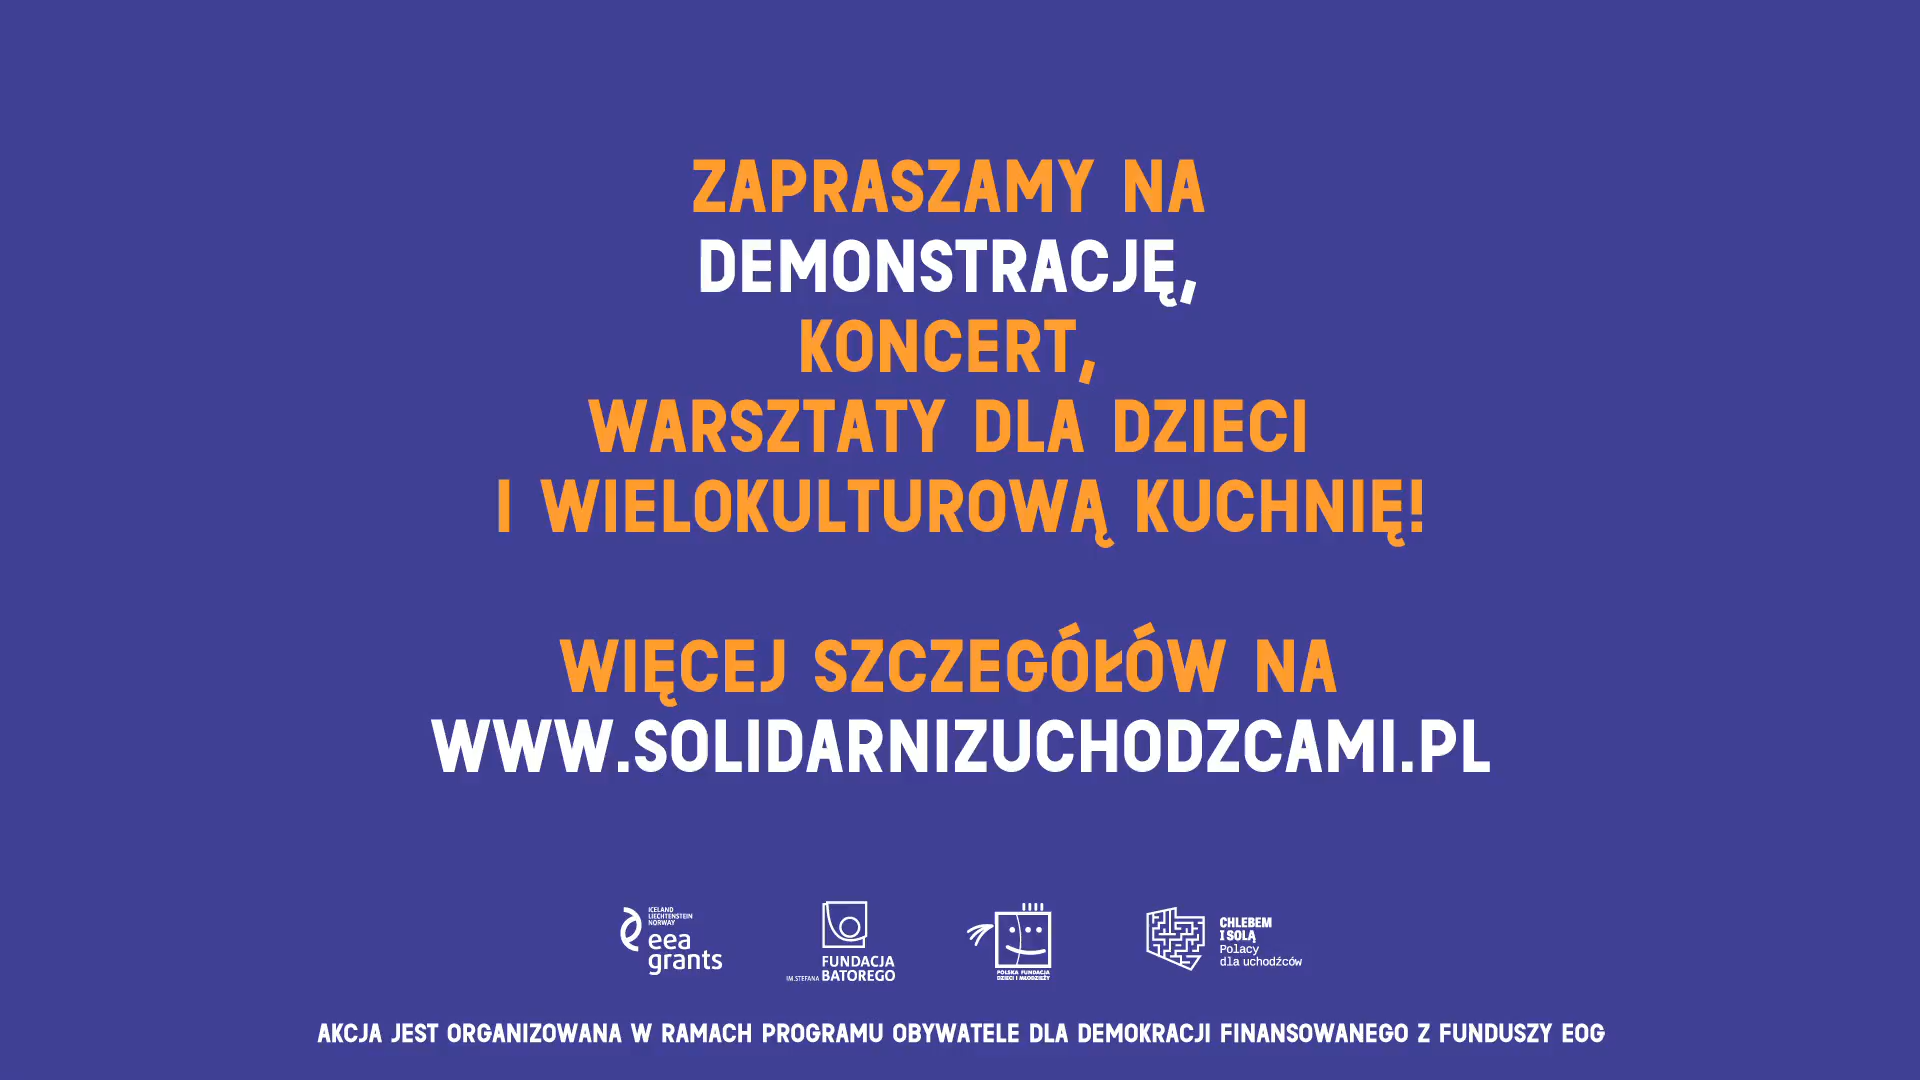 ZAPRASZAMY NA
DEMONSTRACJĘ,
KONCERT,
WARSZTATY DLA DZIECI
I WIELOKULTUROWĄ KUCHNIĘ!
WIĘCEJ SZCZEGÓŁÓW NA
WWW.SOLIDARNIZUCHODZCAMI.PL
ICELAND
LIECHTENSTEIN
NORWAY
eea
grants
FUNDACJA
IM. STEFANA BATOREGO
POLSKA FUNDACJA
DZIECI I MŁODZIEŻY
CHLEBEM
I SOLĄ
Polacy
dla uchodźców
AKCJA JEST ORGANIZOWANA W RAMACH PROGRAMU OBYWATELE DLA DEMOKRACJI FINANSOWANEGO Z FUNDUSZY EOG